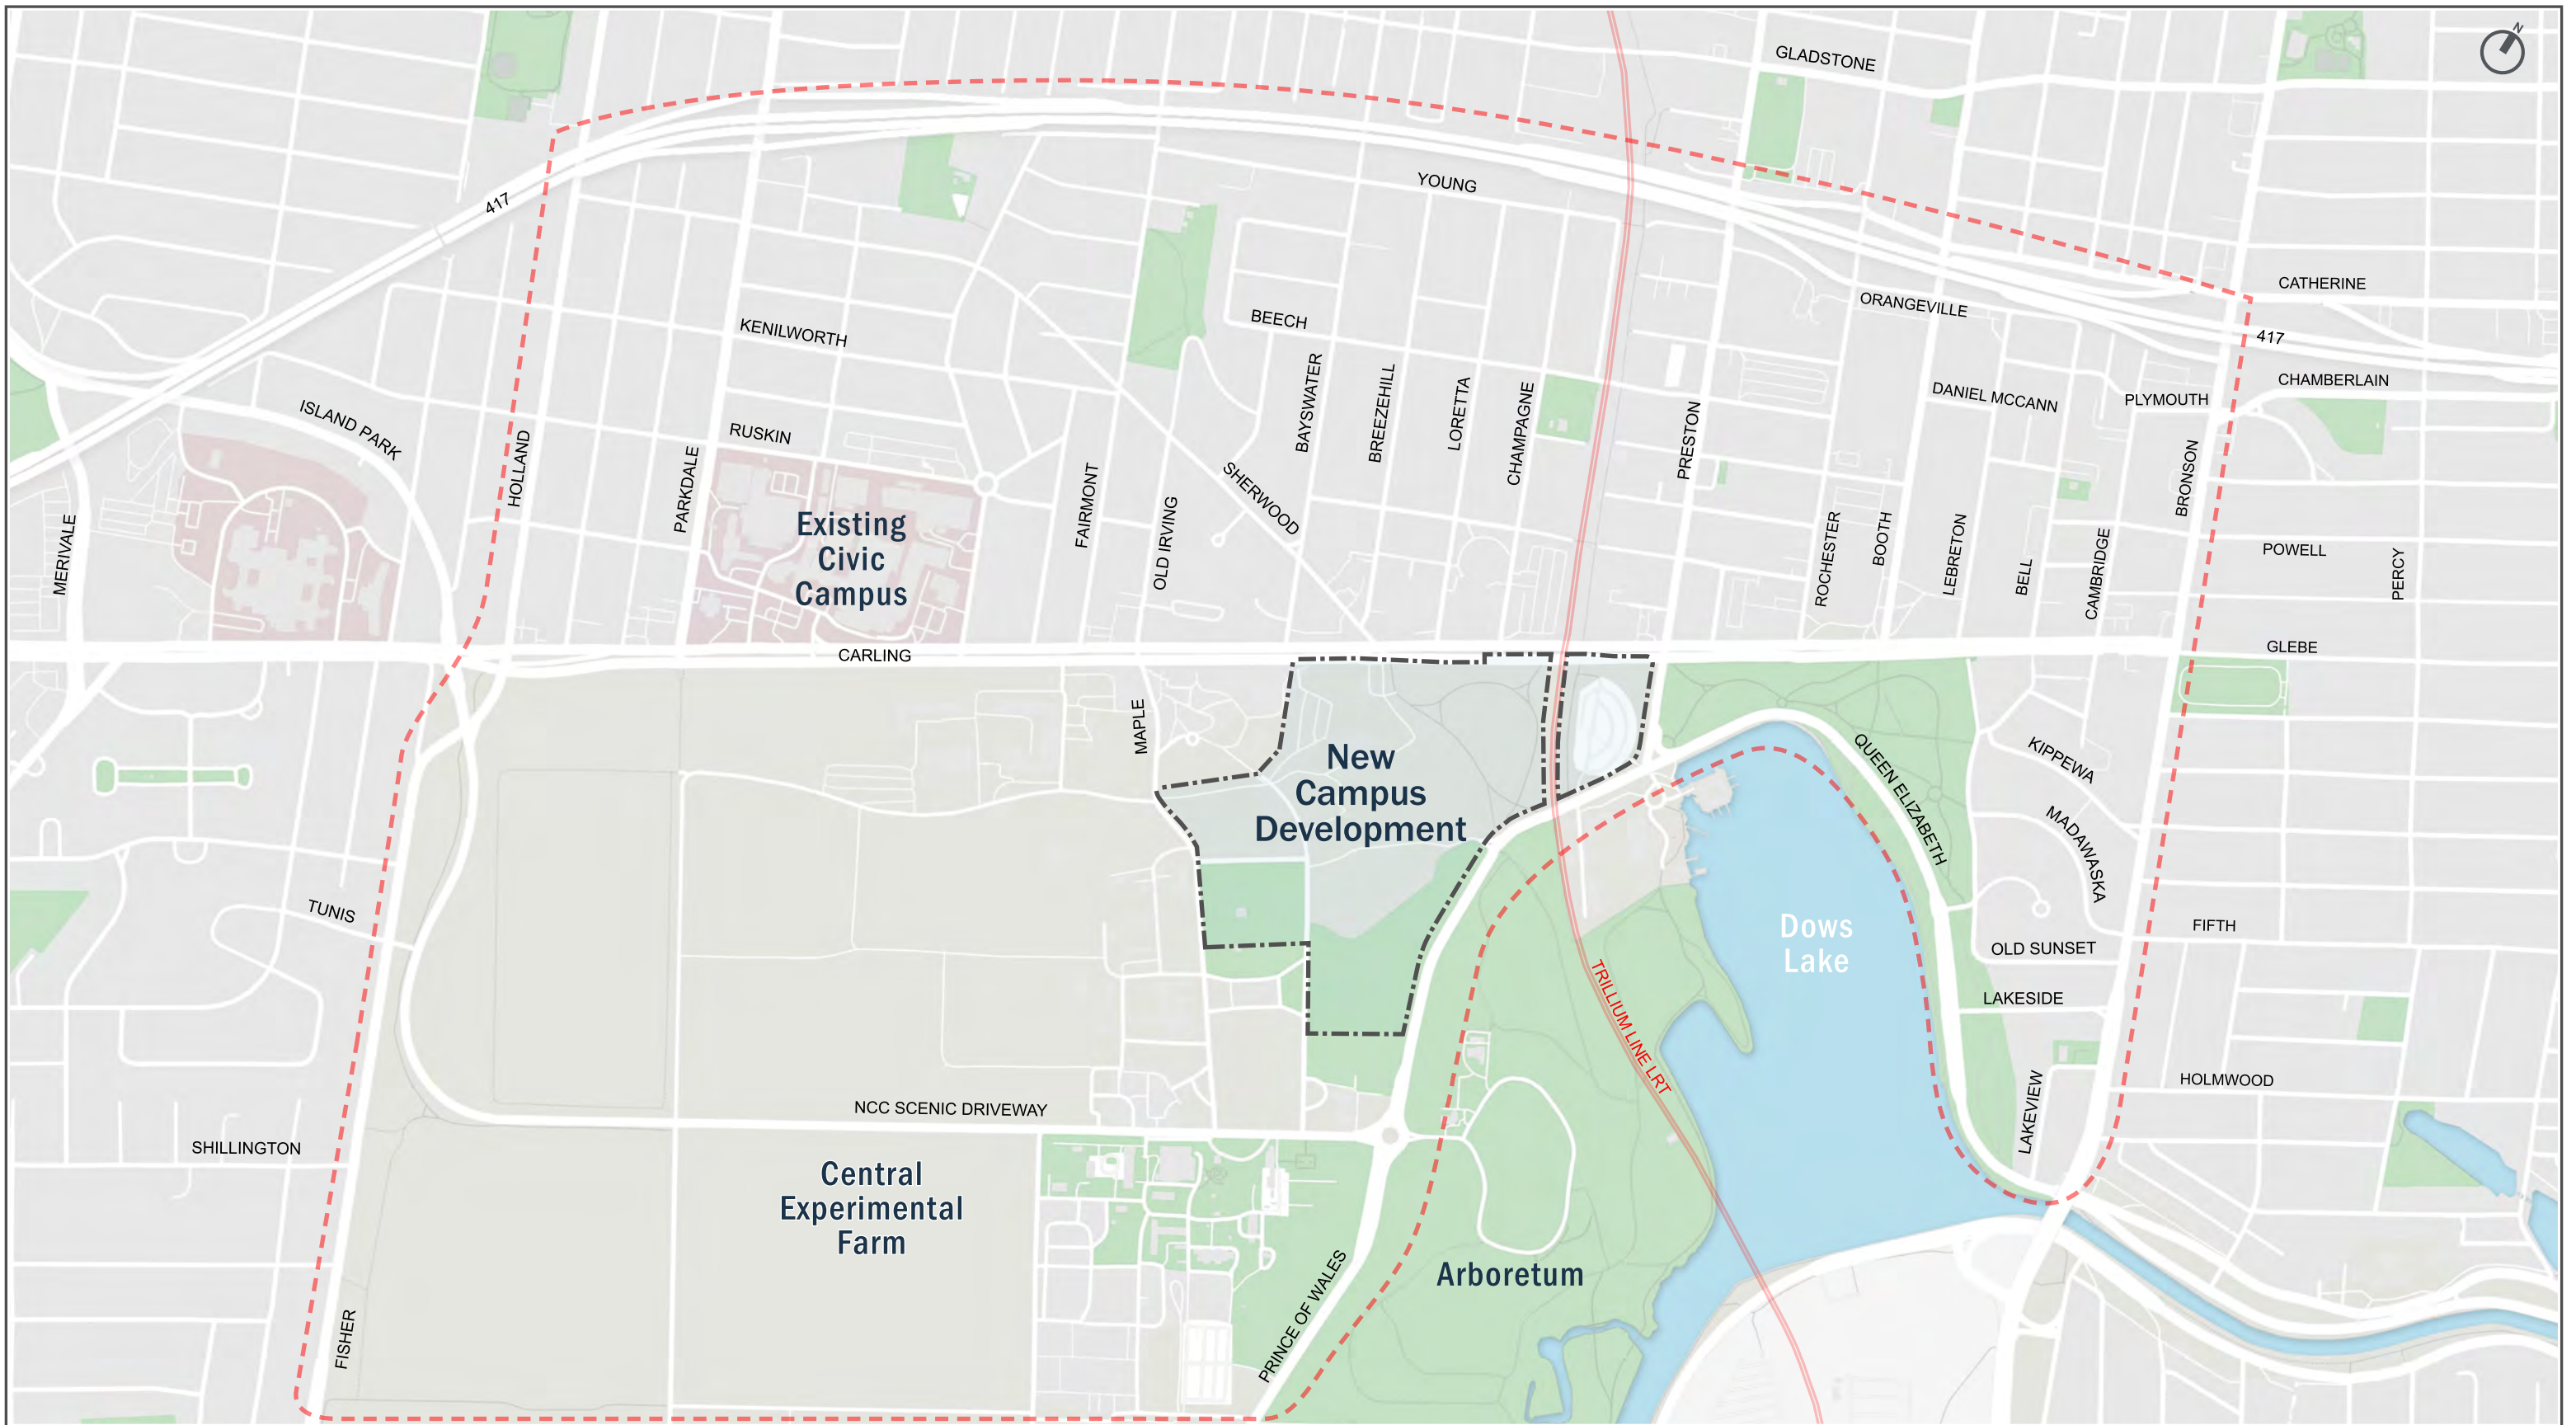 N
GLADSTONE
YOUNG
417
CATHERINE
ORANGEVILLE
BEECH
KENILWORTH
417
CHAMBERLAIN
DANIEL MCCANN
PLYMOUTH
ISLAND PARK
RUSKIN
HOLLAND
PARKDALE
FAIRMONT
OLD IRVING
SHERWOOD
BAYSWATER
BREEZEHILL
LORETTA
CHAMPAGNE
PRESTON
ROCHESTER
BOOTH
LEBRETON
BELL
CAMBRIDGE
BRONSON
POWELL
PERCY
MERIVALE
Existing
Civic
Campus
GLEBE
CARLING
MAPLE
New
Campus
Development
QUEEN ELIZABETH
KIPPEWA
MADAWASKA
TUNIS
Dows
Lake
FIFTH
OLD SUNSET
LAKESIDE
TRILLIUM LINE LRT
HOLMWOOD
LAKEVIEW
NCC SCENIC DRIVEWAY
SHILLINGTON
Central
Experimental
Farm
Arboretum
PRINCE OF WALES
FISHER